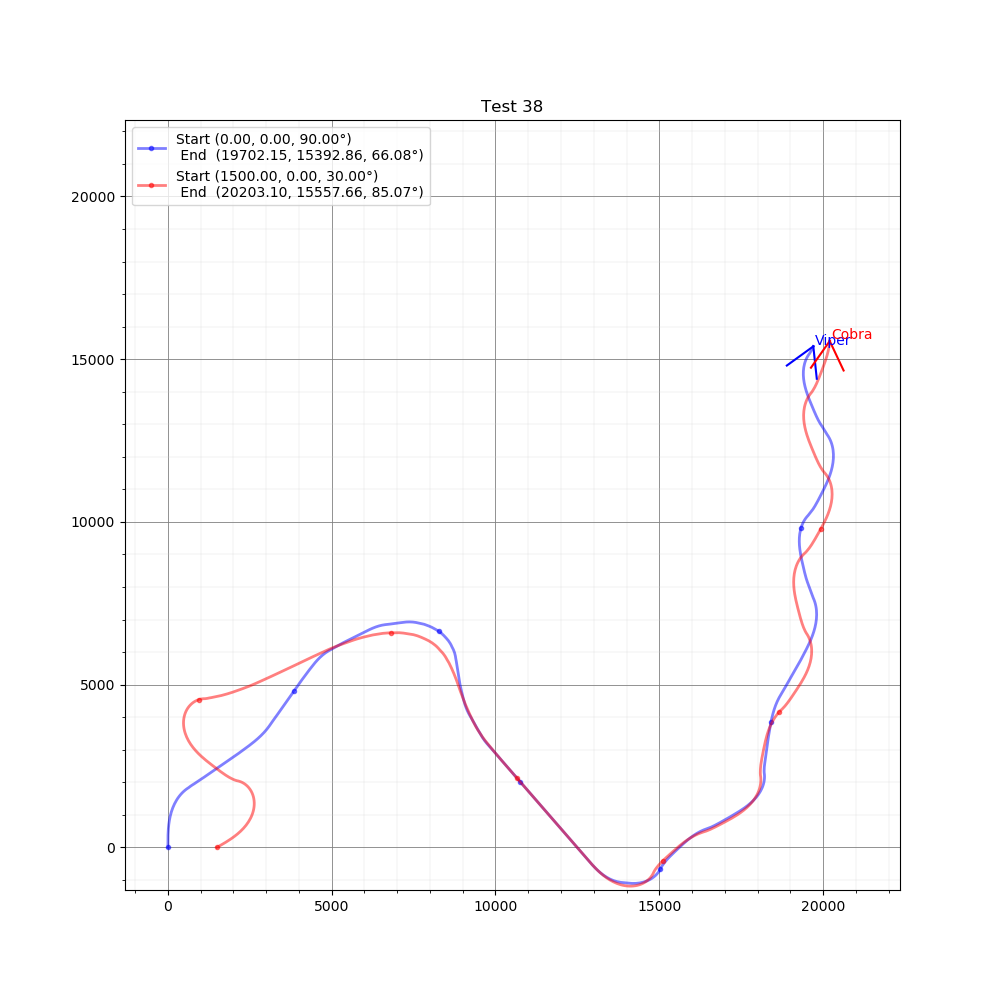 Test 38
Start (0.00, 0.00, 90.00°)
End (19702.15, 15392.86, 66.08°)
Start (1500.00, 0.00, 30.00°)
End (20203.10, 15557.66, 85.07°)
20000
15000
10000
5000
0
Cobra
Viper
0 5000 10000 15000 20000